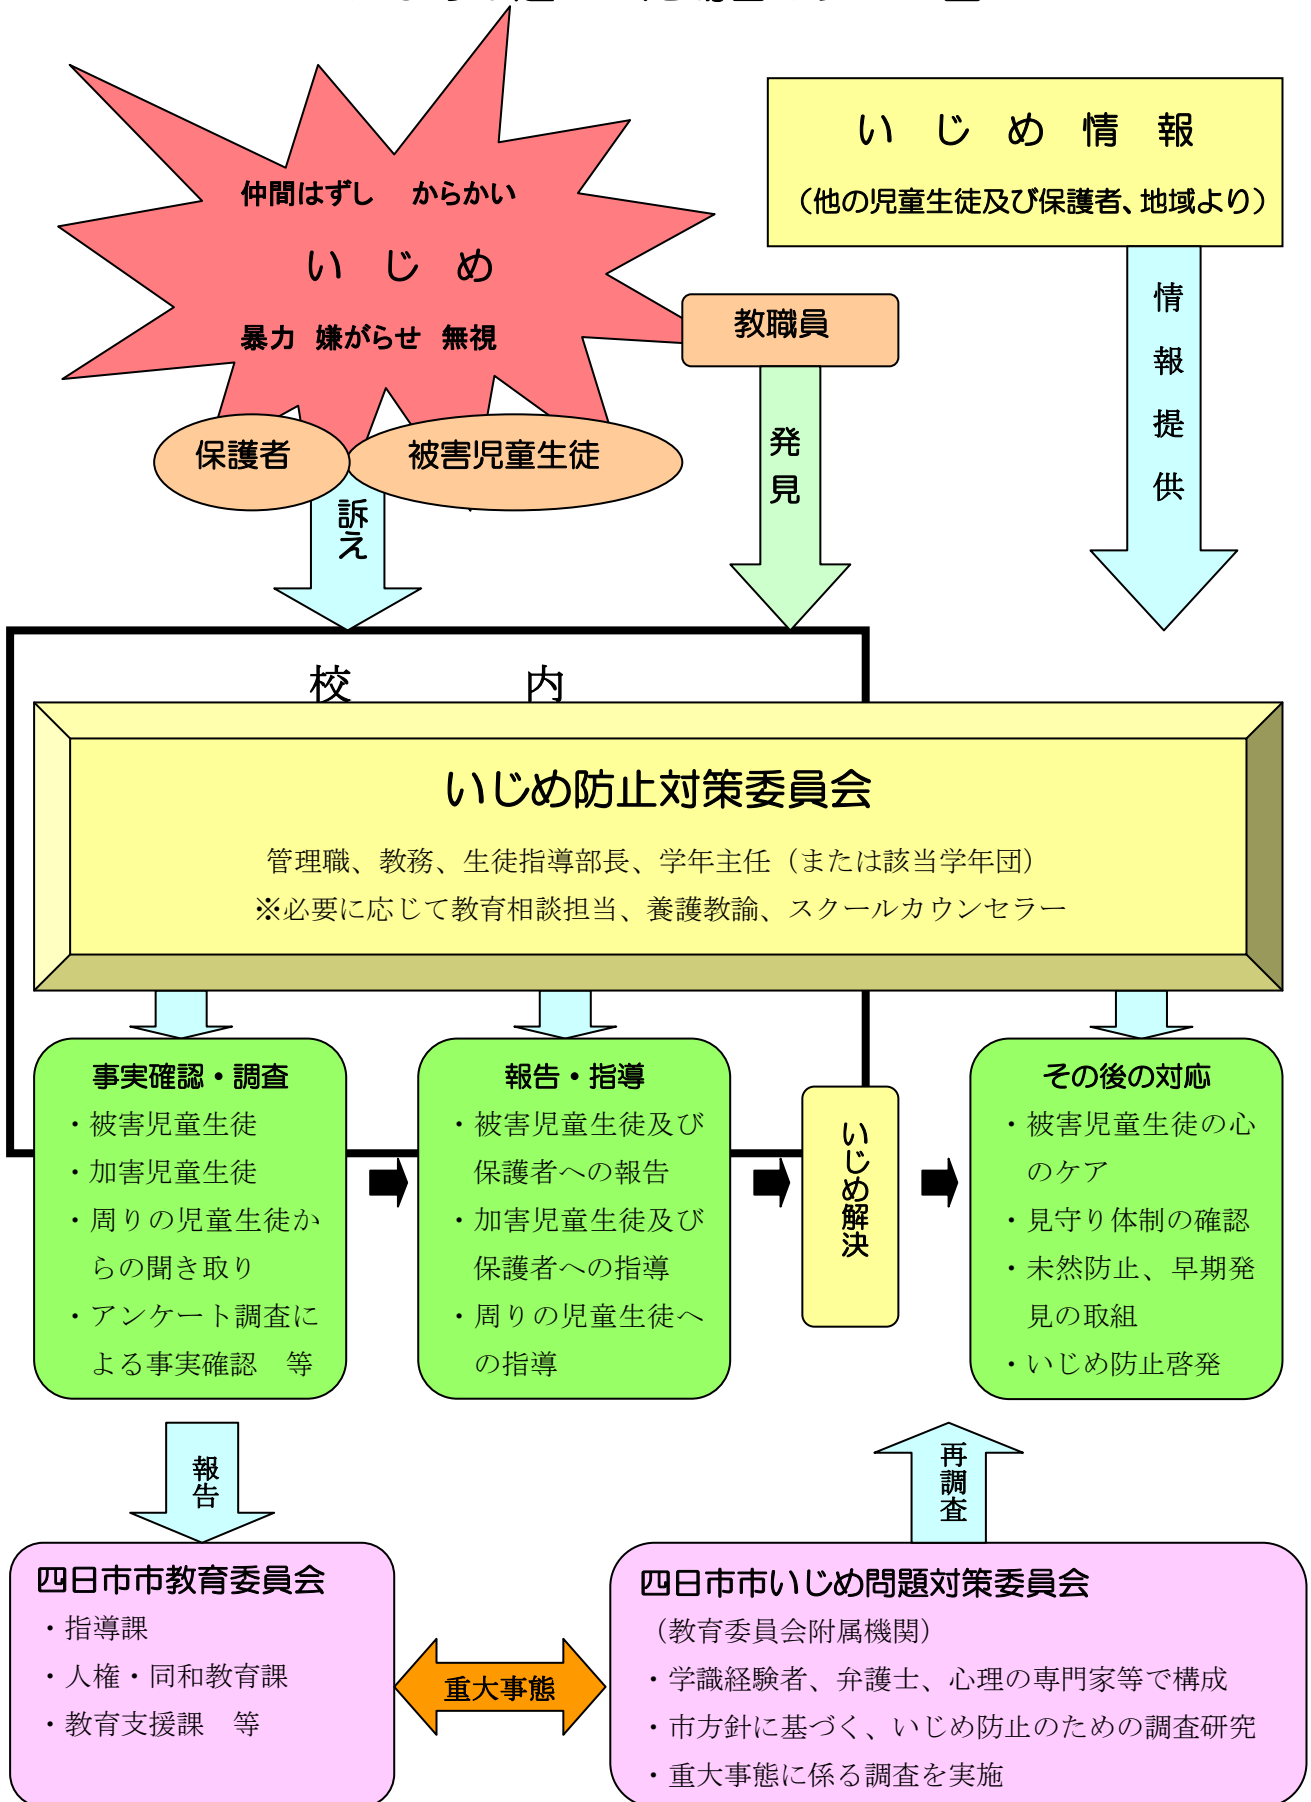 仲間はずし　からかい
い　じ　め
暴力　嫌がらせ　無視
い　じ　め　情　報
（他の児童生徒及び保護者、地域より）
教職員
情報提供
発見
保護者
被害児童生徒
訴え
校　内
いじめ防止対策委員会
管理職、教務、生徒指導部長、学年主任（または該当学年団）
※必要に応じて教育相談担当、養護教諭、スクールカウンセラー
事実確認・調査
・被害児童生徒
・加害児童生徒
・周りの児童生徒か
らの聞き取り
・アンケート調査に
よる事実確認　等
報告・指導
・被害児童生徒及び
保護者への報告
・加害児童生徒及び
保護者への指導
・周りの児童生徒へ
の指導
いじめ解決
その後の対応
・被害児童生徒の心
のケア
・見守り体制の確認
・未然防止、早期発
見の取組
・いじめ防止啓発
報告
再調査
四日市市教育委員会
・指導課
・人権・同和教育課
・教育支援課　等
重大事態
四日市市いじめ問題対策委員会
（教育委員会附属機関）
・学識経験者、弁護士、心理の専門家等で構成
・市方針に基づく、いじめ防止のための調査研究
・重大事態に係る調査を実施